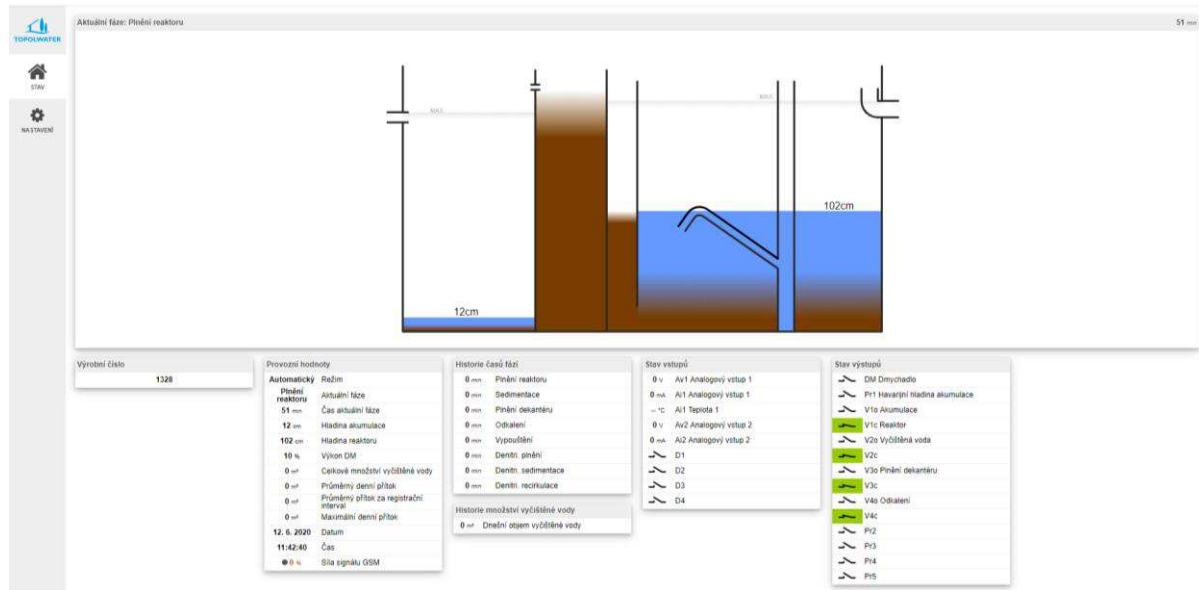 TOPOLWATER
STAV
NASTAVENÍ
Aktuální fáze: Plnění reaktoru
51 min
MAX
MAX
102cm
12cm
Výrobní číslo
1328
Provozní hodnoty
Automatický Režim
Plnění reaktoru Aktuální fáze
51 min Čas aktuální fáze
12 cm Hladina akumulace
102 cm Hladina reaktoru
10 % Výkon DM
0 m³ Celkové množství vyčištěné vody
0 m³ Průměrný denní přítok
0 m³ Průměrný přítok za registrační interval
0 m³ Maximální denní přítok
12. 6. 2020 Datum
11:42:40 Čas
0 % Síla signálu GSM
Historie časů fází
0 min Plnění reaktoru
0 min Sedimentace
0 min Plnění dekantéru
0 min Odkalení
0 min Vypouštění
0 min Denitr. plnění
0 min Denitr. sedimentace
0 min Denitr. recirkulace
Historie množství vyčištěné vody
0 m³ Dnešní objem vyčištěné vody
Stav vstupů
0 V Av1 Analogový vstup 1
0 mA Ai1 Analogový vstup 1
-- °C Ai1 Teplota 1
0 V Av2 Analogový vstup 2
0 mA Ai2 Analogový vstup 2
D1
D2
D3
D4
Stav výstupů
DM Dmychadlo
Pr1 Havarijní hladina akumulace
V1o Akumulace
V1c Reaktor
V2o Vyčištěná voda
V2c
V3o Plnění dekantéru
V3c
V4o Odkalení
V4c
Pr2
Pr3
Pr4
Pr5